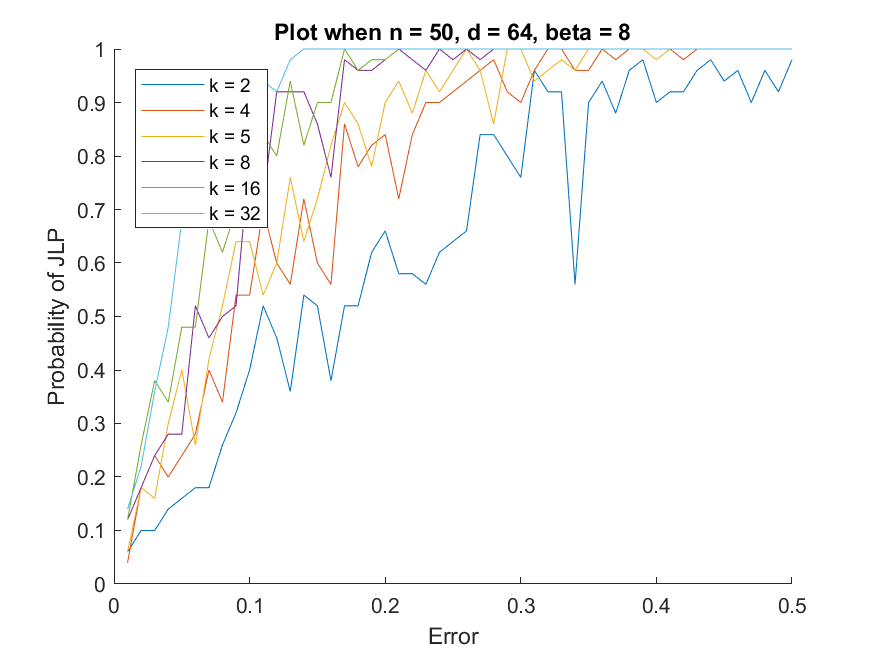 Plot when n = 50, d = 64, beta = 8
1
0.9
0.8
0.7
0.6
0.5
0.4
0.3
0.2
0.1
0
Probability of JLP
k = 2
k = 4
k = 5
k = 8
k = 16
k = 32
0 0.1 0.2 0.3 0.4 0.5
Error